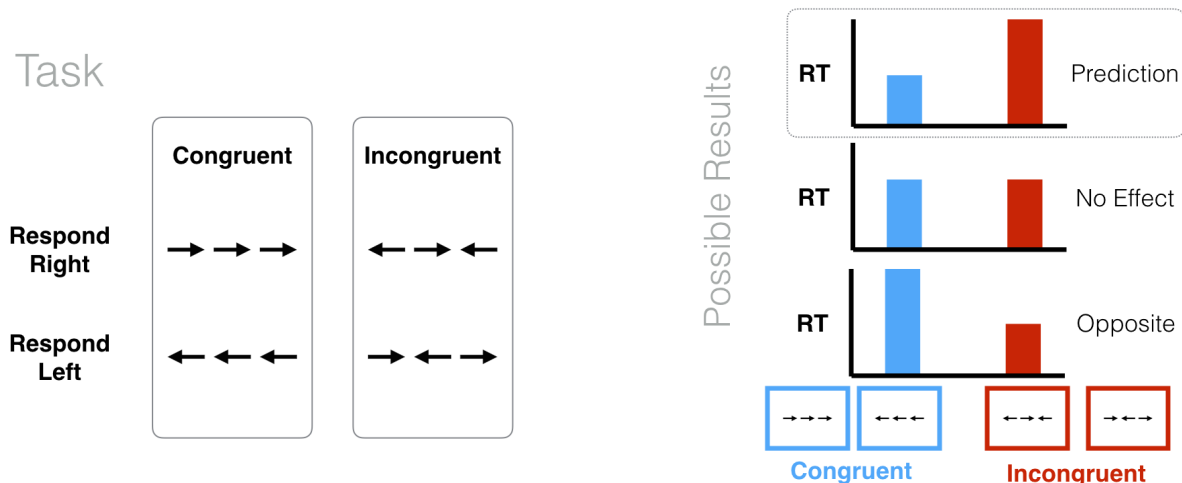 Task
Congruent
Incongruent
Respond
Right
Respond
Left
Possible Results
RT
Prediction
RT
No Effect
RT
Opposite
Congruent
Incongruent